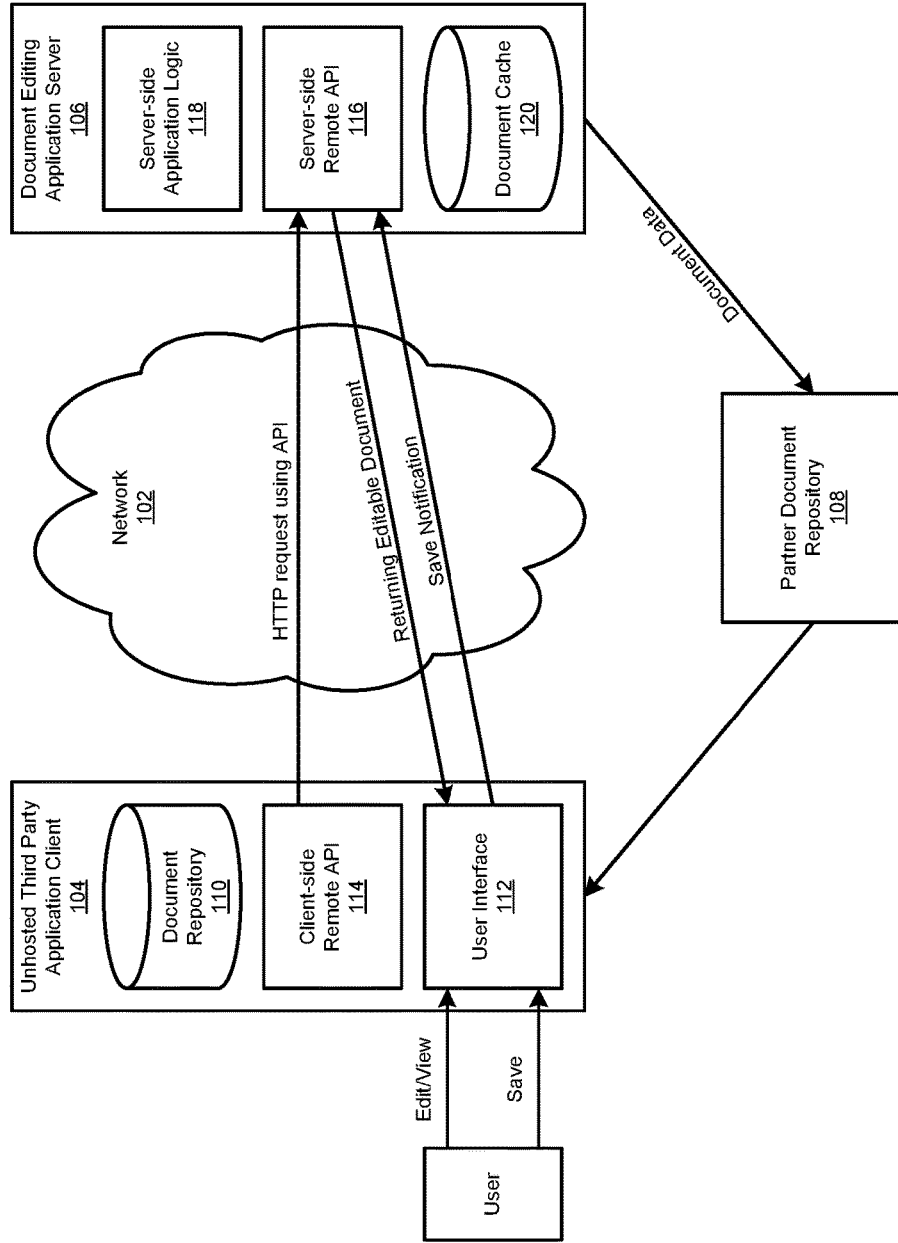 Unhosted Third Party
Application Client
104
Document
Repository
110
Client-side
Remote API
114
User Interface
112
User
Edit/View
Save
Network
102
HTTP request using API
Returning Editable Document
Save Notification
Document Editing
Application Server
106
Server-side
Application Logic
118
Server-side
Remote API
116
Document Cache
120
Document Data
Partner Document
Repository
108